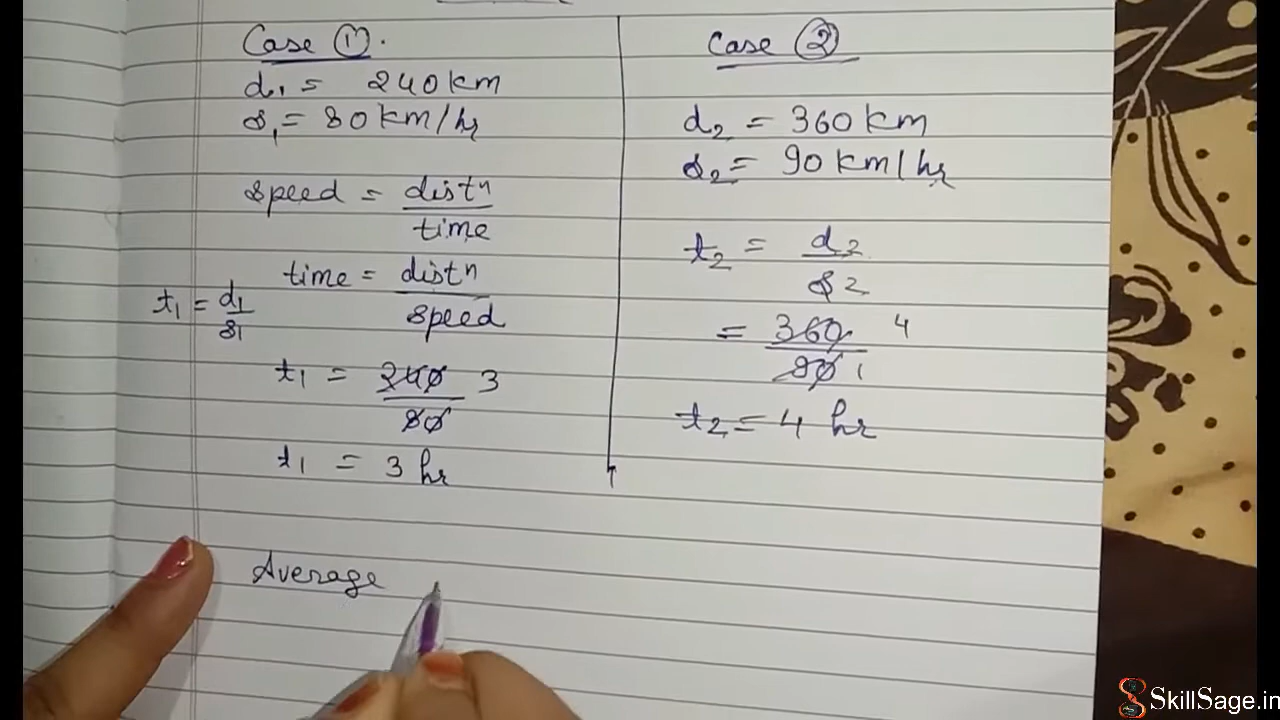 Case ①.
d₁ = 240 km
s₁ = 80 km/hr
speed = distⁿ
time
time = distⁿ
speed
t₁ = d₁
s₁
t₁ = 240 3
80
t₁ = 3 hr
Case ②
d₂ = 360 km
s₂ = 90 km/hr
t₂ = d₂
s₂
= 360 4
90 1
t₂ = 4 hr
Average
SkillSage.in